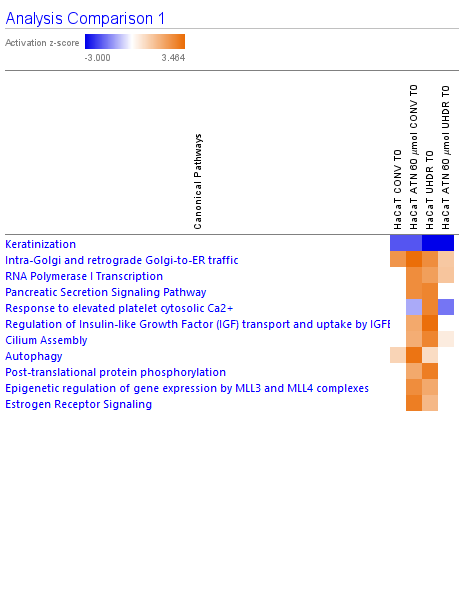 Analysis Comparison 1
Activation z-score
-3.000 3.464
Canonical Pathways
HaCaT CONV T0
HaCaT ATN 60 µmol CONV T0
HaCaT UHDR T0
HaCaT ATN 60 µmol UHDR T0
Keratinization
Intra-Golgi and retrograde Golgi-to-ER traffic
RNA Polymerase I Transcription
Pancreatic Secretion Signaling Pathway
Response to elevated platelet cytosolic Ca2+
Regulation of Insulin-like Growth Factor (IGF) transport and uptake by IGFB
Cilium Assembly
Autophagy
Post-translational protein phosphorylation
Epigenetic regulation of gene expression by MLL3 and MLL4 complexes
Estrogen Receptor Signaling